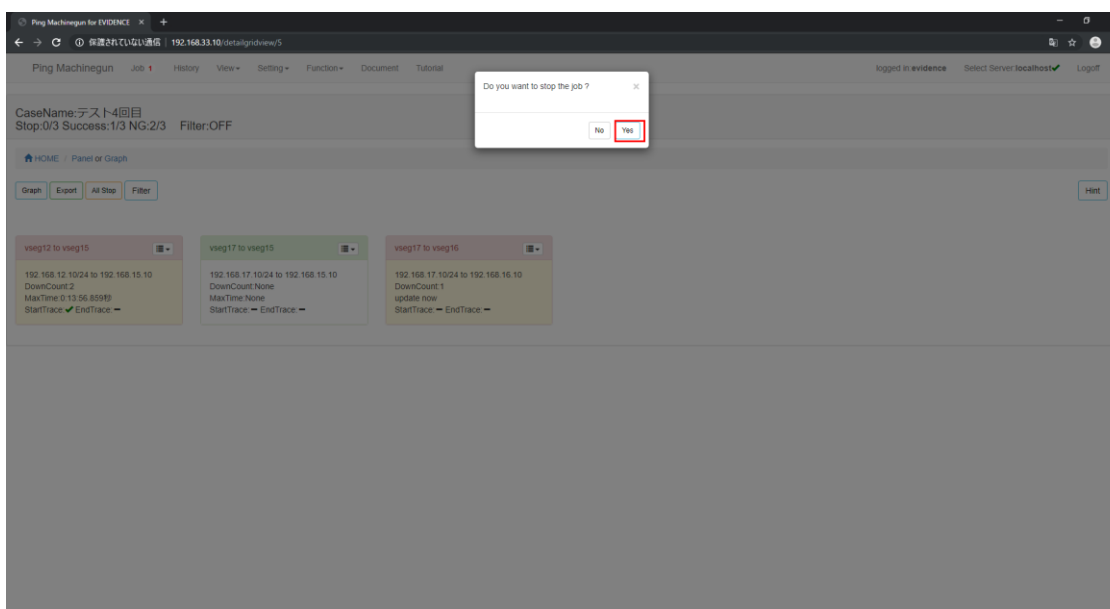 Ping Machinegun for EVIDENCE
保護されていない通信 | 192.168.33.10/detailgridview/5
Ping Machinegun Job 1 History View Setting Function Document Tutorial logged in:evidence Select Server:localhost Logoff
Do you want to stop the job ?
No Yes
CaseName:テスト4回目
Stop:0/3 Success:1/3 NG:2/3 Filter:OFF
HOME / Panel or Graph
Graph Export All Stop Filter Hint
vseg12 to vseg15
192.168.12.10/24 to 192.168.15.10
DownCount:2
MaxTime:0:13:56.859秒
StartTrace: EndTrace:
vseg17 to vseg15
192.168.17.10/24 to 192.168.15.10
DownCount:None
MaxTime:None
StartTrace: EndTrace:
vseg17 to vseg16
192.168.17.10/24 to 192.168.16.10
DownCount:1
update now
StartTrace: EndTrace: